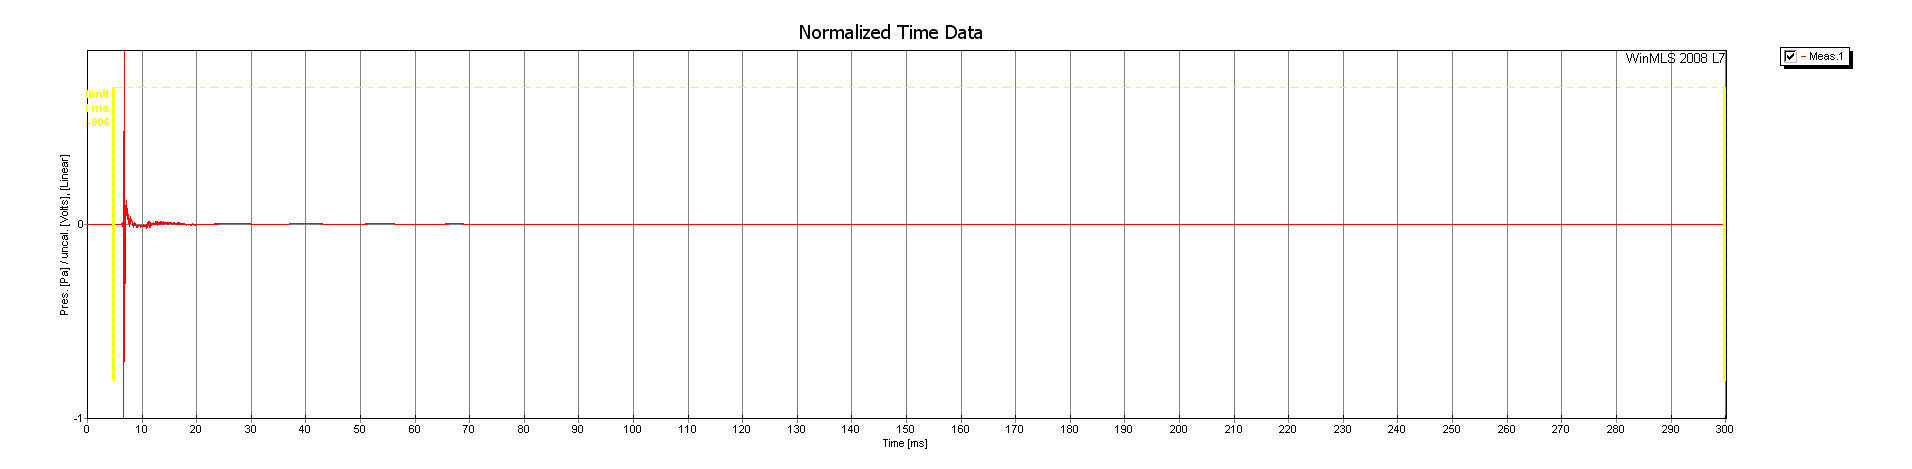 Normalized Time Data
WinMLS 2008 L7
Meas.1
ms
-006
Pres. [Pa] / uncal. [Volts], [Linear]
0
-1
0 10 20 30 40 50 60 70 80 90 100 110 120 130 140 150 160 170 180 190 200 210 220 230 240 250 260 270 280 290 300
Time [ms]